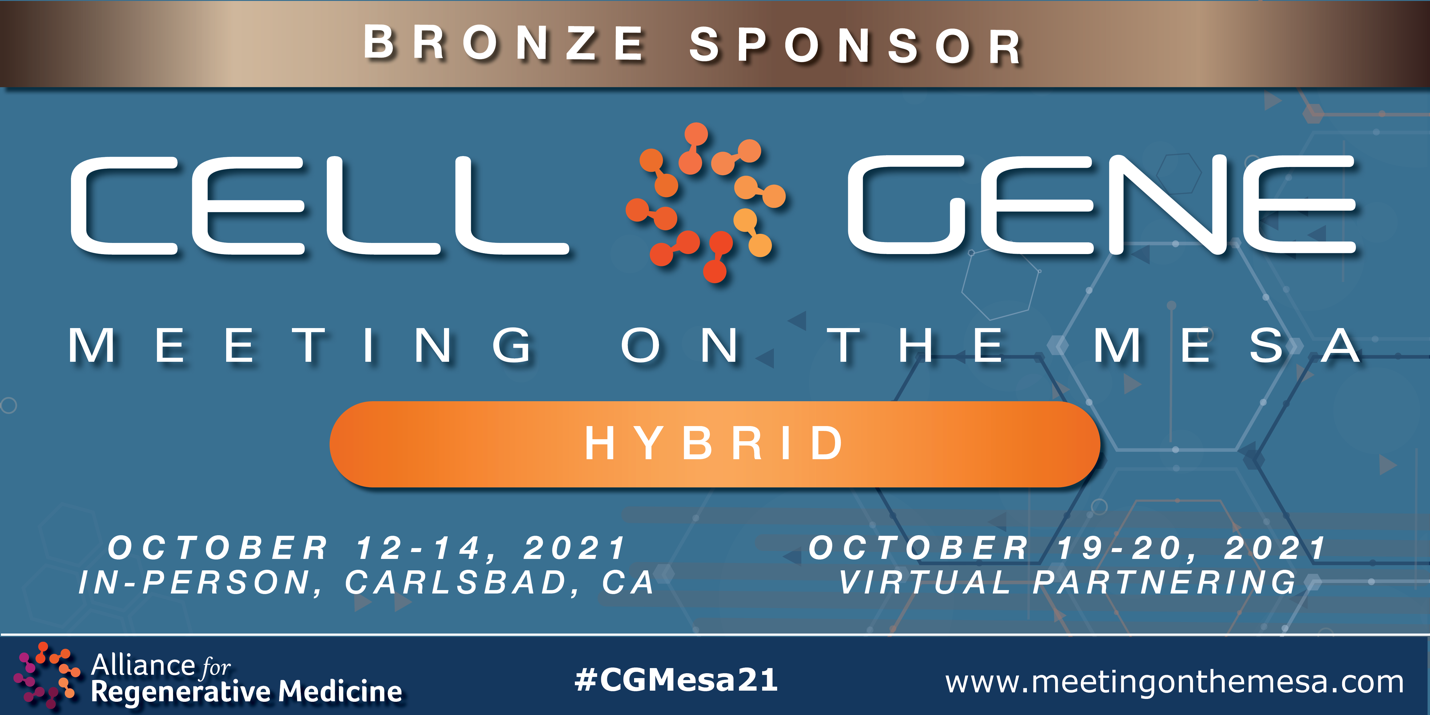 BRONZE SPONSOR
CELL GENE
MEETING ON THE MESA
HYBRID
OCTOBER 12-14, 2021
IN-PERSON, CARLSBAD, CA
OCTOBER 19-20, 2021
VIRTUAL PARTNERING
Alliance for
Regenerative Medicine
#CGMesa21
www.meetingonthemesa.com